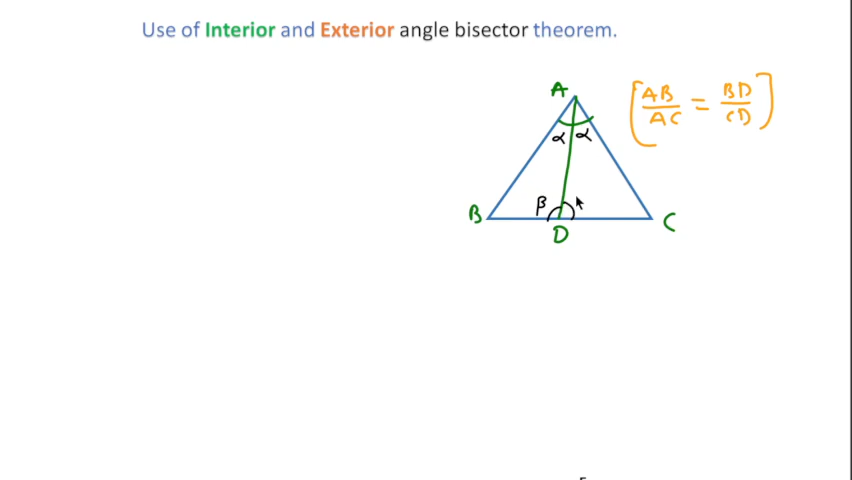 Use of Interior and Exterior angle bisector theorem.
A
[AB/AC = BD/CD]
α α
B β C
D